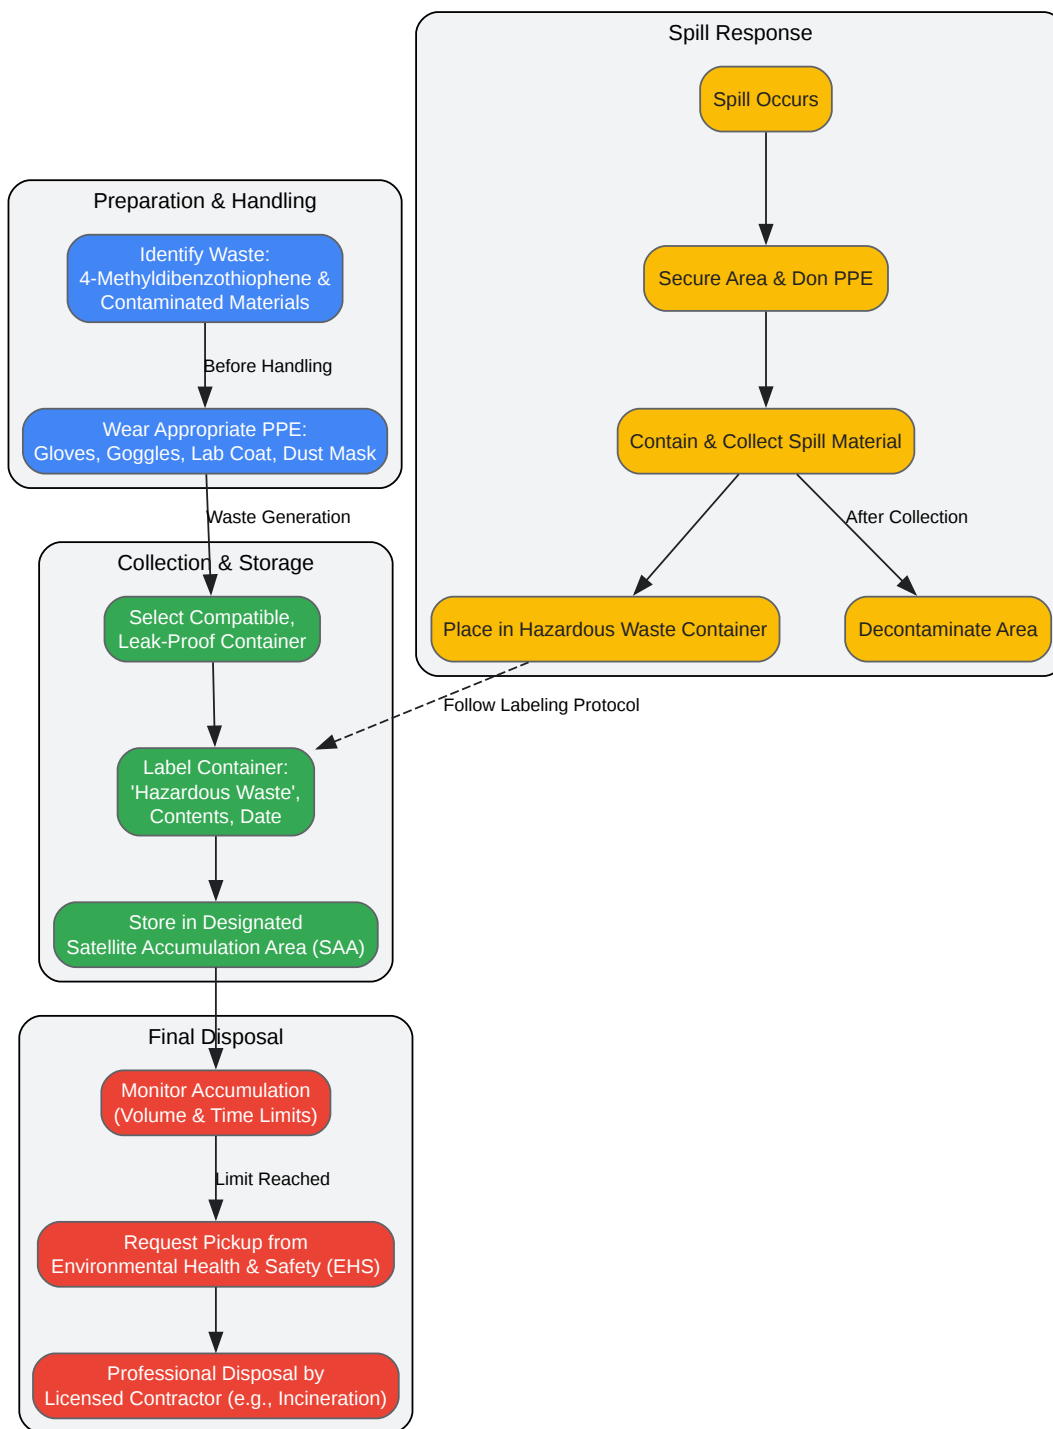 Preparation & Handling
Identify Waste:
4-Methyldibenzothiophene &
Contaminated Materials
Before Handling
Wear Appropriate PPE:
Gloves, Goggles, Lab Coat, Dust Mask
Waste Generation
Collection & Storage
Select Compatible,
Leak-Proof Container
Label Container:
'Hazardous Waste',
Contents, Date
Store in Designated
Satellite Accumulation Area (SAA)
Final Disposal
Monitor Accumulation
(Volume & Time Limits)
Limit Reached
Request Pickup from
Environmental Health & Safety (EHS)
Professional Disposal by
Licensed Contractor (e.g., Incineration)
Spill Response
Spill Occurs
Secure Area & Don PPE
Contain & Collect Spill Material
After Collection
Place in Hazardous Waste Container
Decontaminate Area
Follow Labeling Protocol